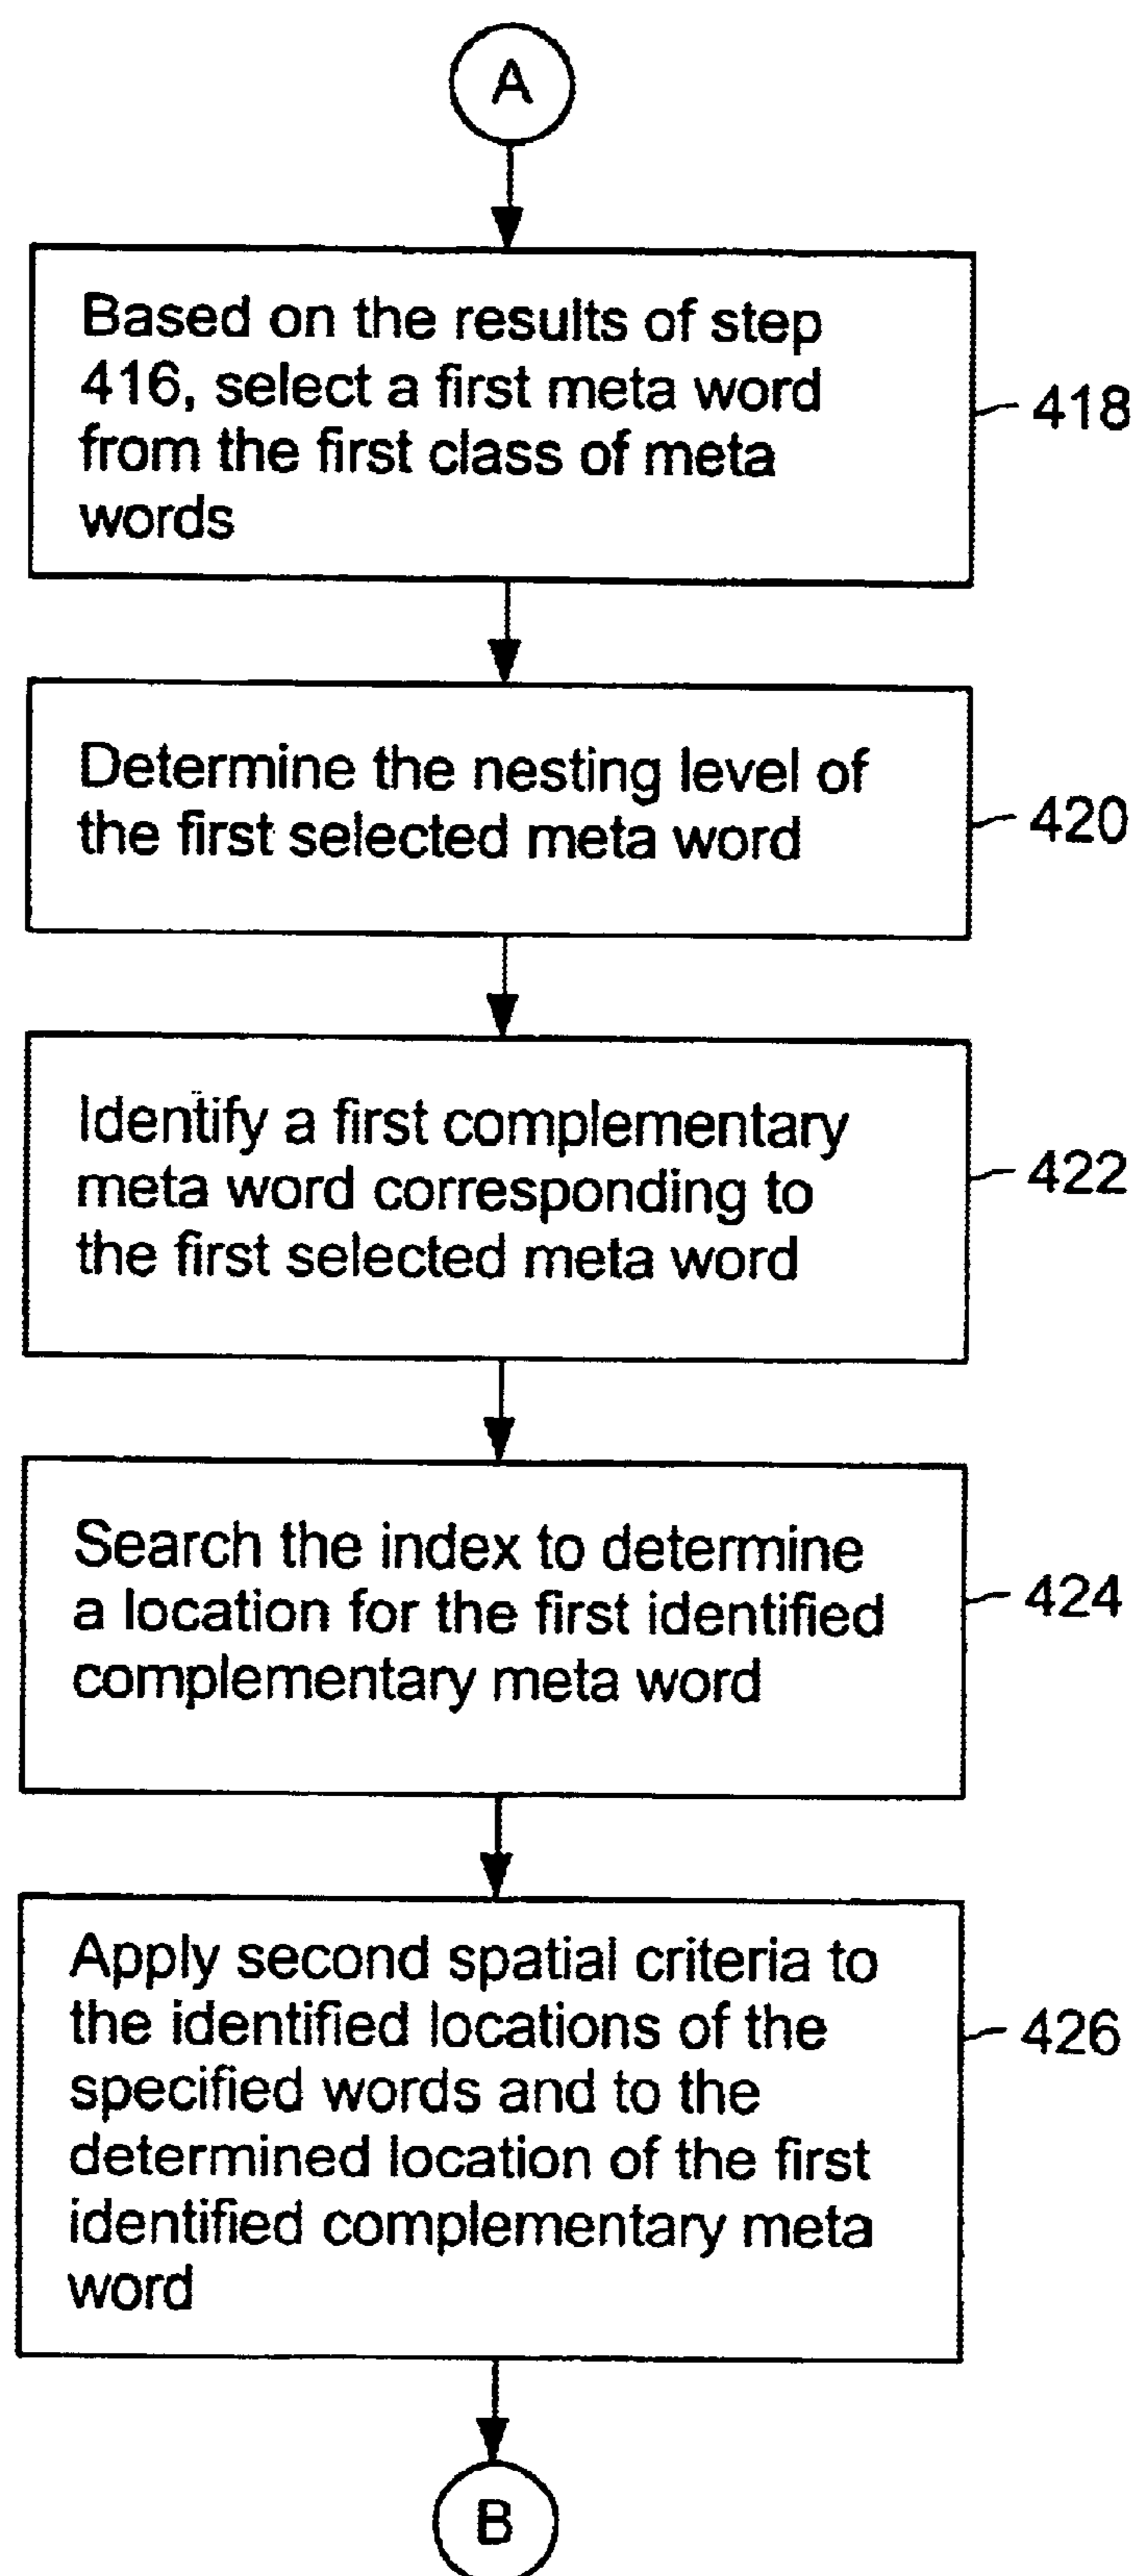 A
Based on the results of step
416, select a first meta word
from the first class of meta
words
418
Determine the nesting level of
the first selected meta word
420
Identify a first complementary
meta word corresponding to
the first selected meta word
422
Search the index to determine
a location for the first identified
complementary meta word
424
Apply second spatial criteria to
the identified locations of the
specified words and to the
determined location of the first
identified complementary meta
word
426
B